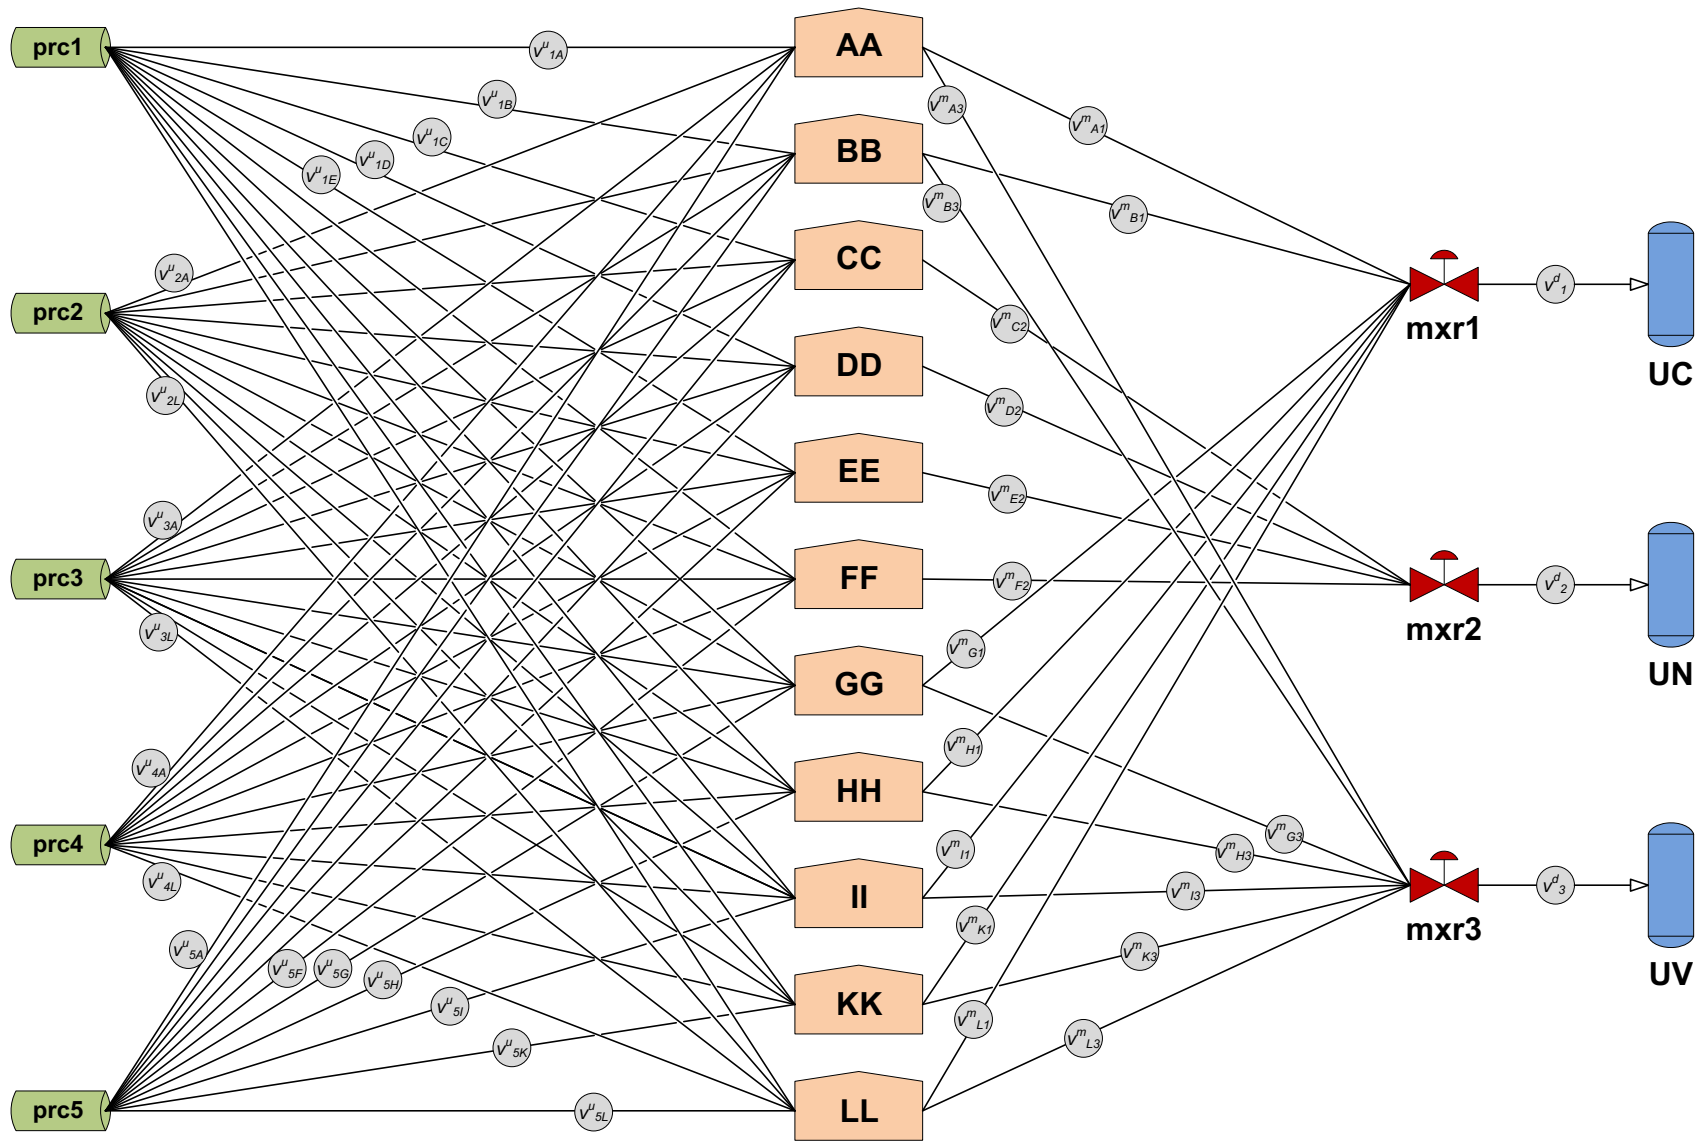 prc1
prc2
prc3
prc4
prc5
vᵘ1A
vᵘ1B
vᵘ1C
vᵘ1D
vᵘ1E
vᵘ2A
vᵘ2L
vᵘ3A
vᵘ3L
vᵘ4A
vᵘ4L
vᵘ5A
vᵘ5F
vᵘ5G
vᵘ5H
vᵘ5I
vᵘ5K
vᵘ5L
AA
BB
CC
DD
EE
FF
GG
HH
II
KK
LL
vᵐA3
vᵐA1
vᵐB3
vᵐB1
vᵐC2
vᵐD2
vᵐE2
vᵐF2
vᵐG1
vᵐH1
vᵐG3
vᵐH3
vᵐI1
vᵐI3
vᵐK1
vᵐK3
vᵐL1
vᵐL3
mxr1
mxr2
mxr3
vᵈ1
vᵈ2
vᵈ3
UC
UN
UV